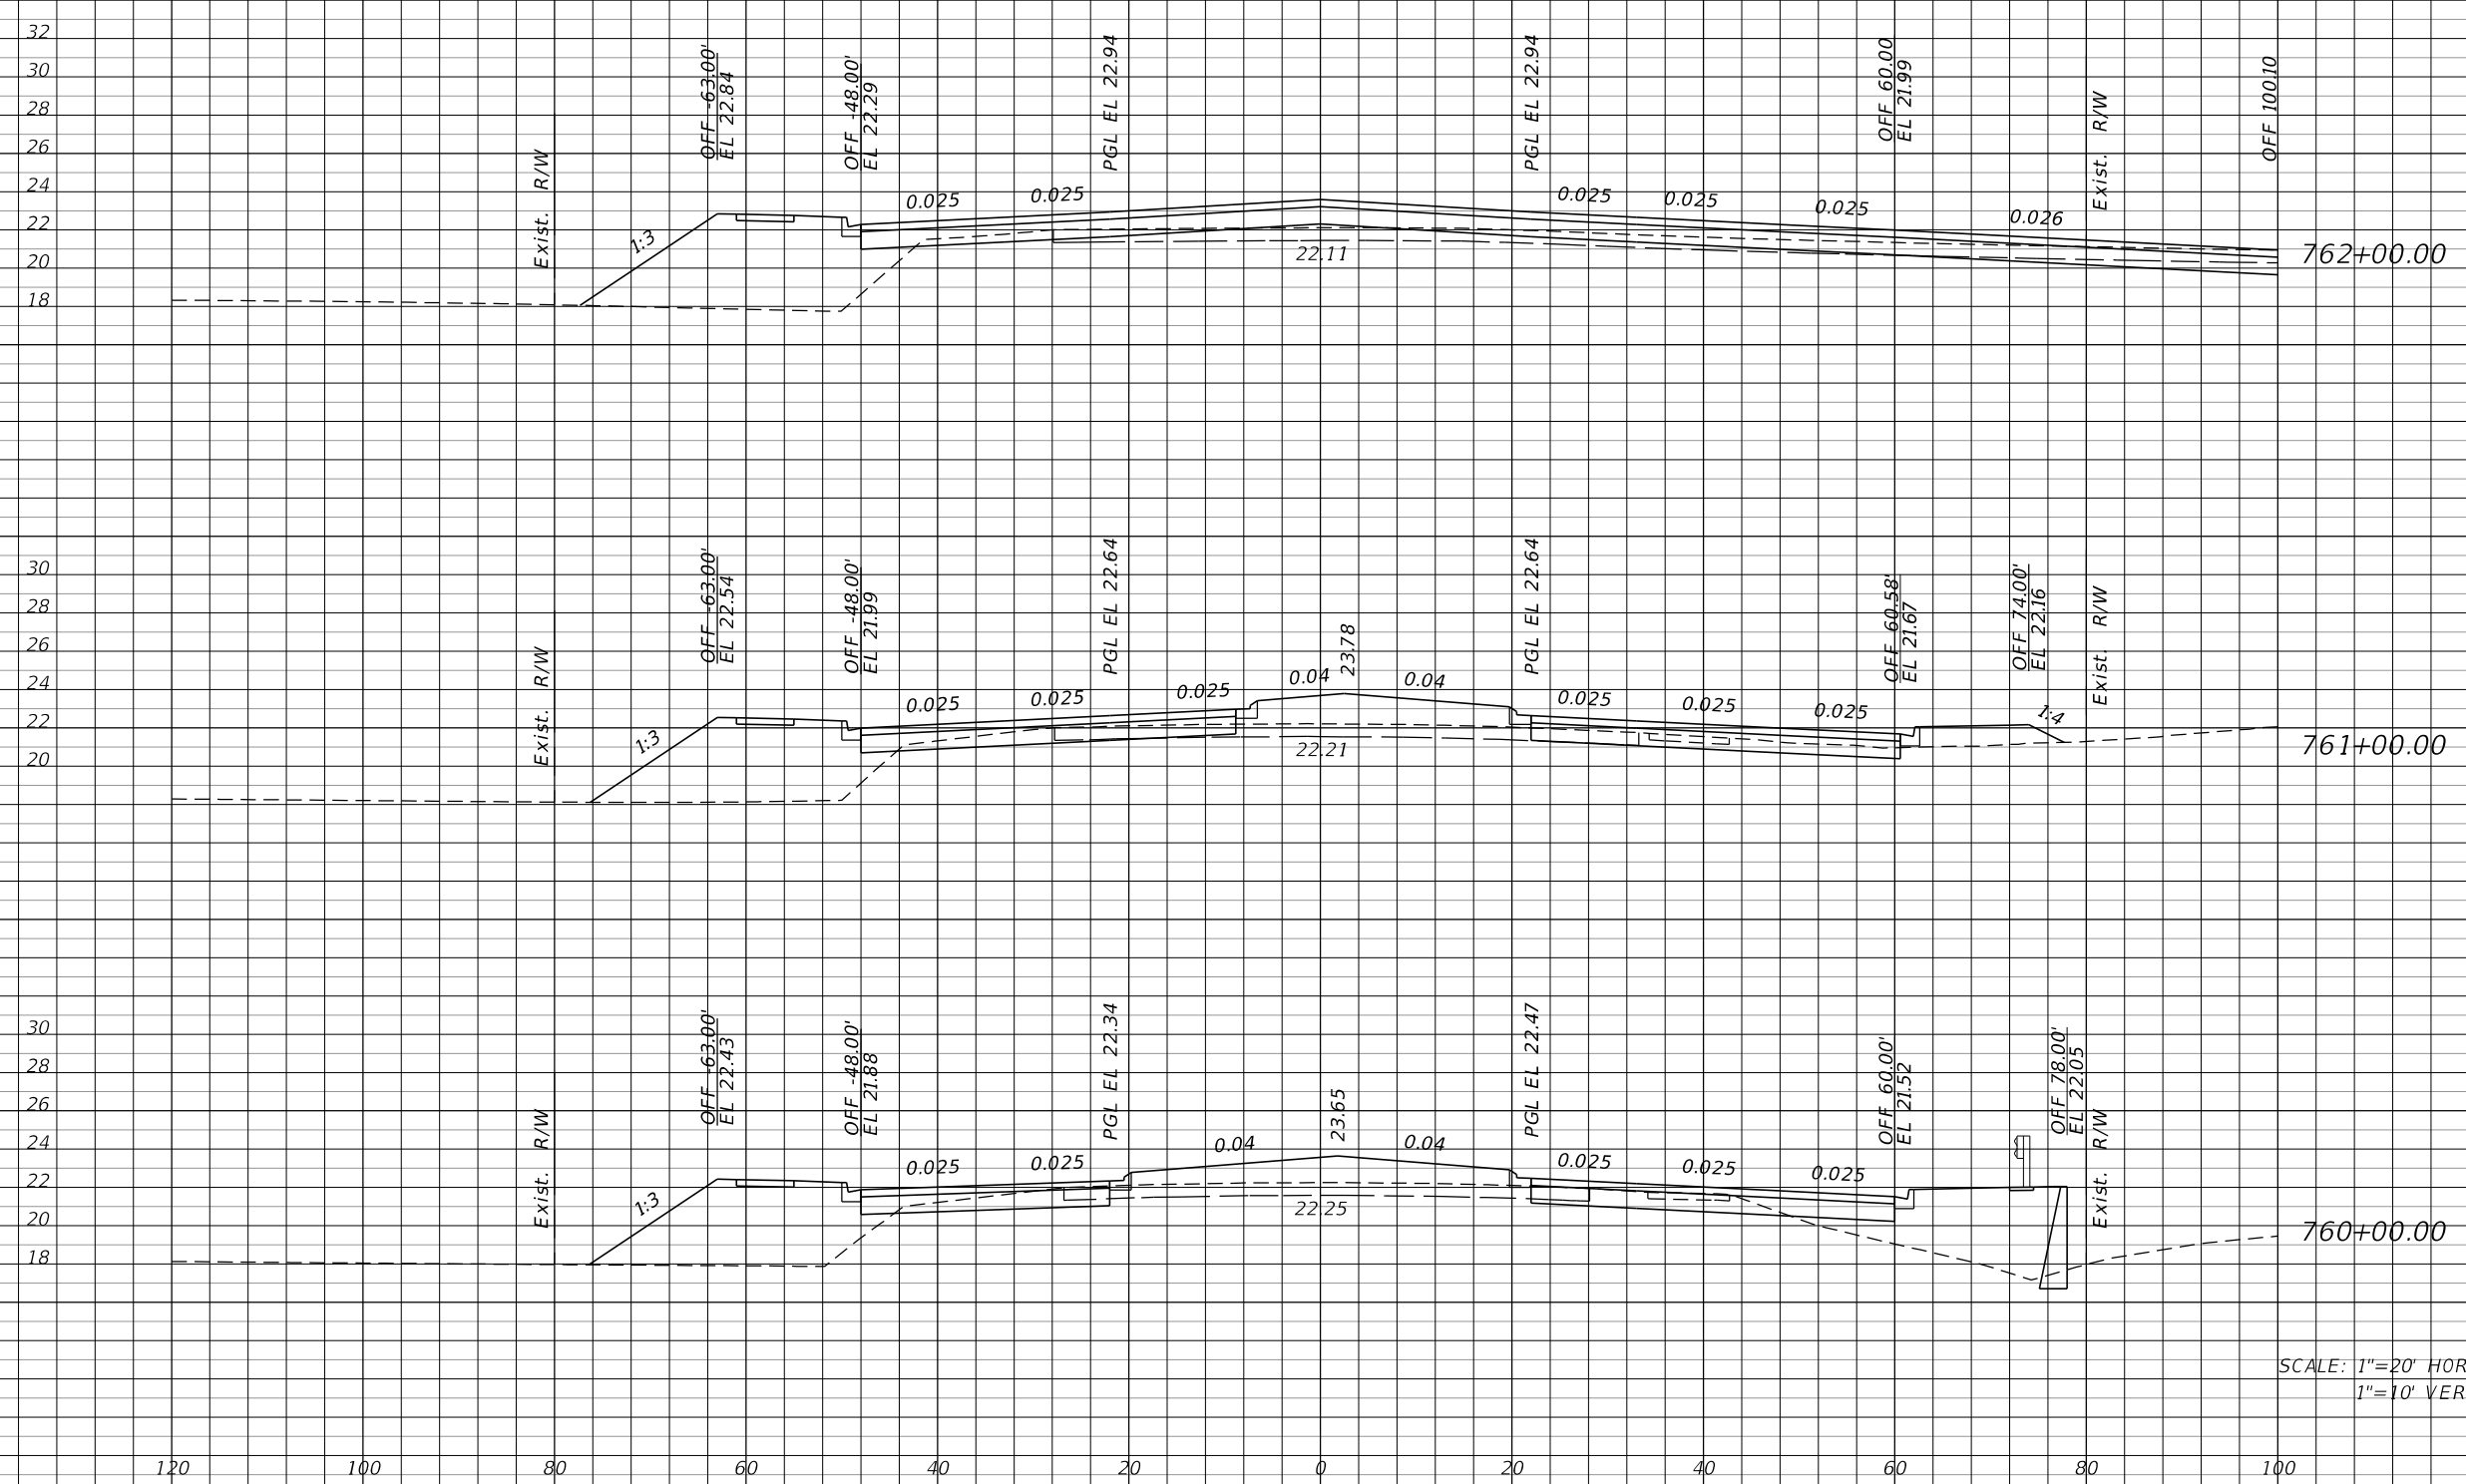 32
30
28
26
24
22
20
18
Exist. R/W
OFF -63.00'
EL 22.84
OFF -48.00'
EL 22.29
PGL EL 22.94
PGL EL 22.94
OFF 60.00
EL 21.99
Exist. R/W
OFF 100.10
1:3
0.025
0.025
0.025
0.025
0.025
0.026
22.11
762+00.00
30
28
26
24
22
20
Exist. R/W
OFF -63.00'
EL 22.54
OFF -48.00'
EL 21.99
PGL EL 22.64
23.78
PGL EL 22.64
OFF 60.58'
EL 21.67
OFF 74.00'
EL 22.16
Exist. R/W
1:3
0.025
0.025
0.025
0.04
0.04
0.025
0.025
0.025
1:4
22.21
761+00.00
30
28
26
24
22
20
18
Exist. R/W
OFF -63.00'
EL 22.43
OFF -48.00'
EL 21.88
PGL EL 22.34
23.65
PGL EL 22.47
OFF 60.00'
EL 21.52
OFF 78.00'
EL 22.05
Exist. R/W
1:3
0.025
0.025
0.04
0.04
0.025
0.025
0.025
22.25
760+00.00
SCALE: 1"=20' HOR
1"=10' VER
120 100 80 60 40 20 0 20 40 60 80 100